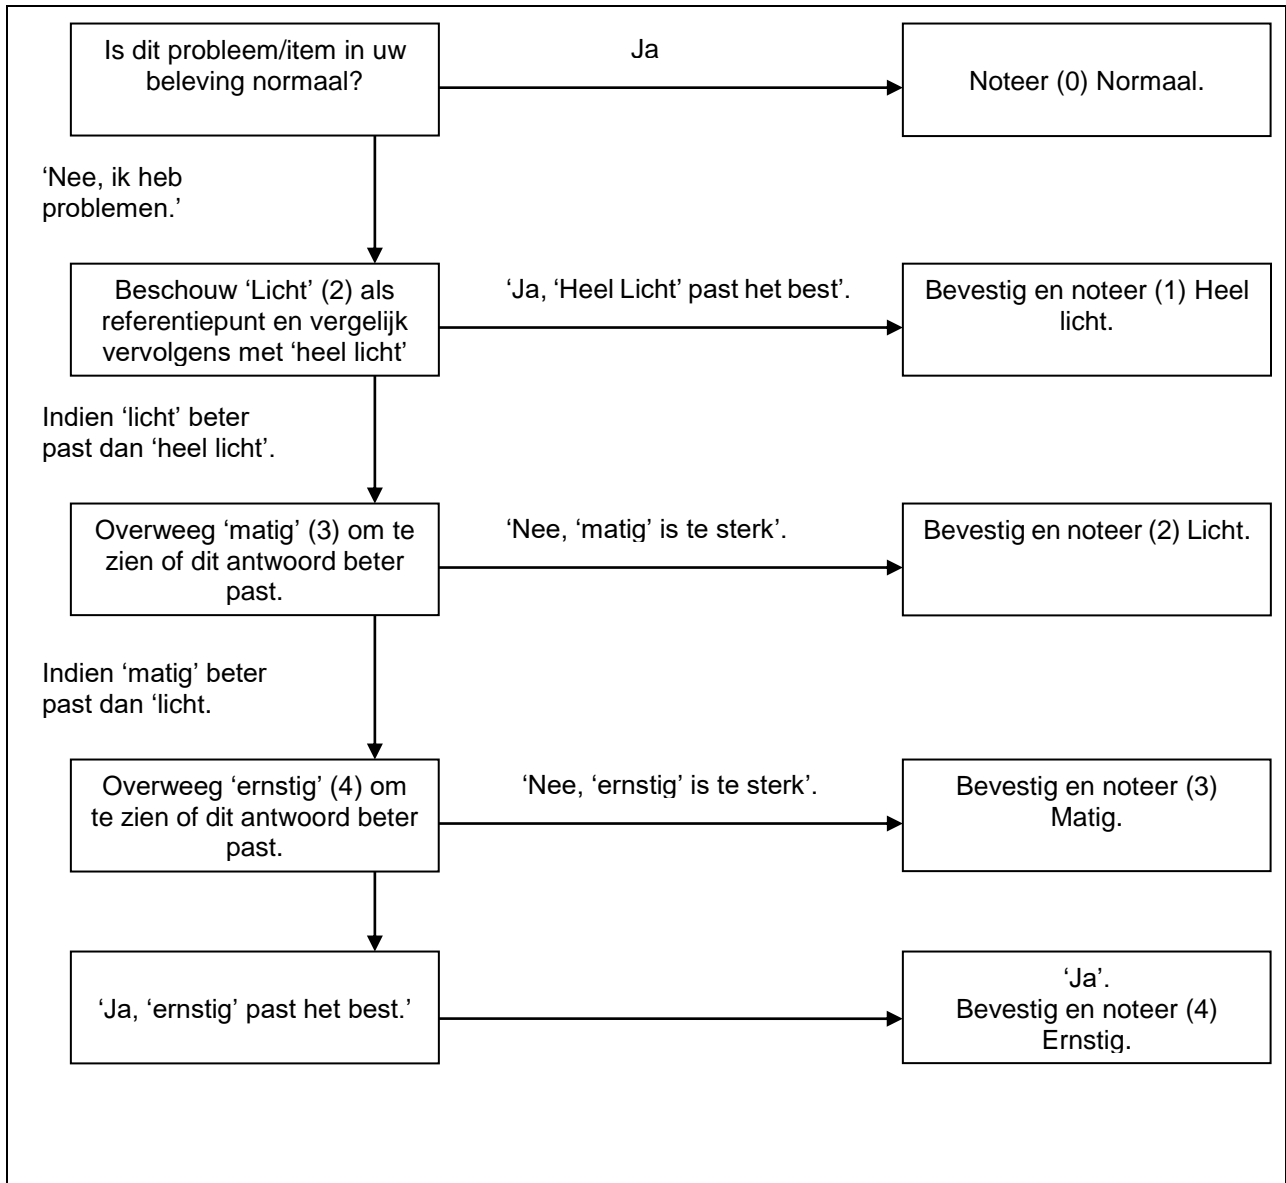 Is dit probleem/item in uw
beleving normaal?
Ja
Noteer (0) Normaal.
‘Nee, ik heb
problemen.’
Beschouw ‘Licht’ (2) als
referentiepunt en vergelijk
vervolgens met ‘heel licht’
‘Ja, ‘Heel Licht’ past het best’.
Bevestig en noteer (1) Heel
licht.
Indien ‘licht’ beter
past dan ‘heel licht’.
Overweeg ‘matig’ (3) om te
zien of dit antwoord beter
past.
‘Nee, ‘matig’ is te sterk’.
Bevestig en noteer (2) Licht.
Indien ‘matig’ beter
past dan ‘licht.
Overweeg ‘ernstig’ (4) om
te zien of dit antwoord beter
past.
‘Nee, ‘ernstig’ is te sterk’.
Bevestig en noteer (3)
Matig.
‘Ja, ‘ernstig’ past het best.’
‘Ja’.
Bevestig en noteer (4)
Ernstig.